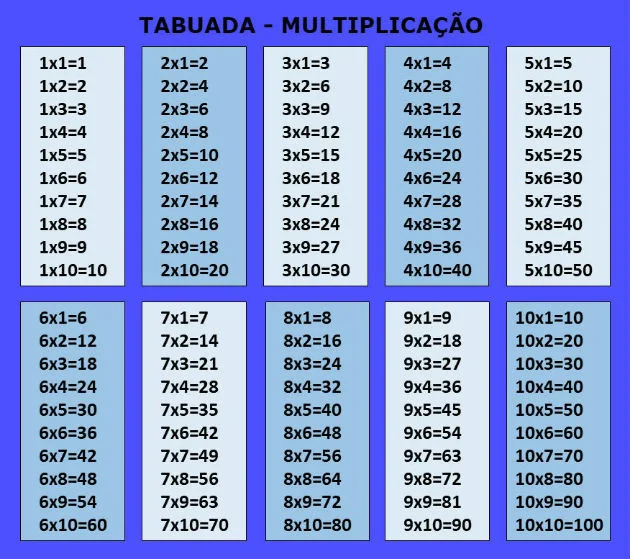 TABUADA - MULTIPLICAÇÃO
1x1=1
1x2=2
1x3=3
1x4=4
1x5=5
1x6=6
1x7=7
1x8=8
1x9=9
1x10=10
2x1=2
2x2=4
2x3=6
2x4=8
2x5=10
2x6=12
2x7=14
2x8=16
2x9=18
2x10=20
3x1=3
3x2=6
3x3=9
3x4=12
3x5=15
3x6=18
3x7=21
3x8=24
3x9=27
3x10=30
4x1=4
4x2=8
4x3=12
4x4=16
4x5=20
4x6=24
4x7=28
4x8=32
4x9=36
4x10=40
5x1=5
5x2=10
5x3=15
5x4=20
5x5=25
5x6=30
5x7=35
5x8=40
5x9=45
5x10=50
6x1=6
6x2=12
6x3=18
6x4=24
6x5=30
6x6=36
6x7=42
6x8=48
6x9=54
6x10=60
7x1=7
7x2=14
7x3=21
7x4=28
7x5=35
7x6=42
7x7=49
7x8=56
7x9=63
7x10=70
8x1=8
8x2=16
8x3=24
8x4=32
8x5=40
8x6=48
8x7=56
8x8=64
8x9=72
8x10=80
9x1=9
9x2=18
9x3=27
9x4=36
9x5=45
9x6=54
9x7=63
9x8=72
9x9=81
9x10=90
10x1=10
10x2=20
10x3=30
10x4=40
10x5=50
10x6=60
10x7=70
10x8=80
10x9=90
10x10=100